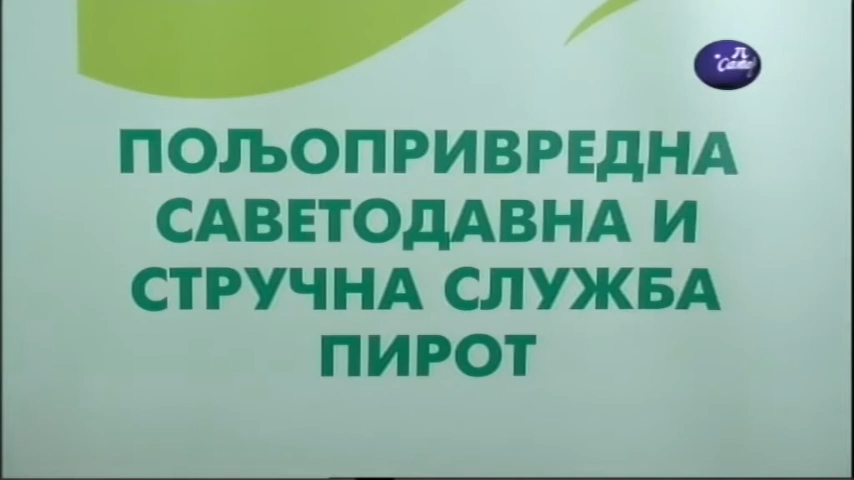 ПОЉОПРИВРЕДНА
САВЕТОДАВНА И
СТРУЧНА СЛУЖБА
ПИРОТ